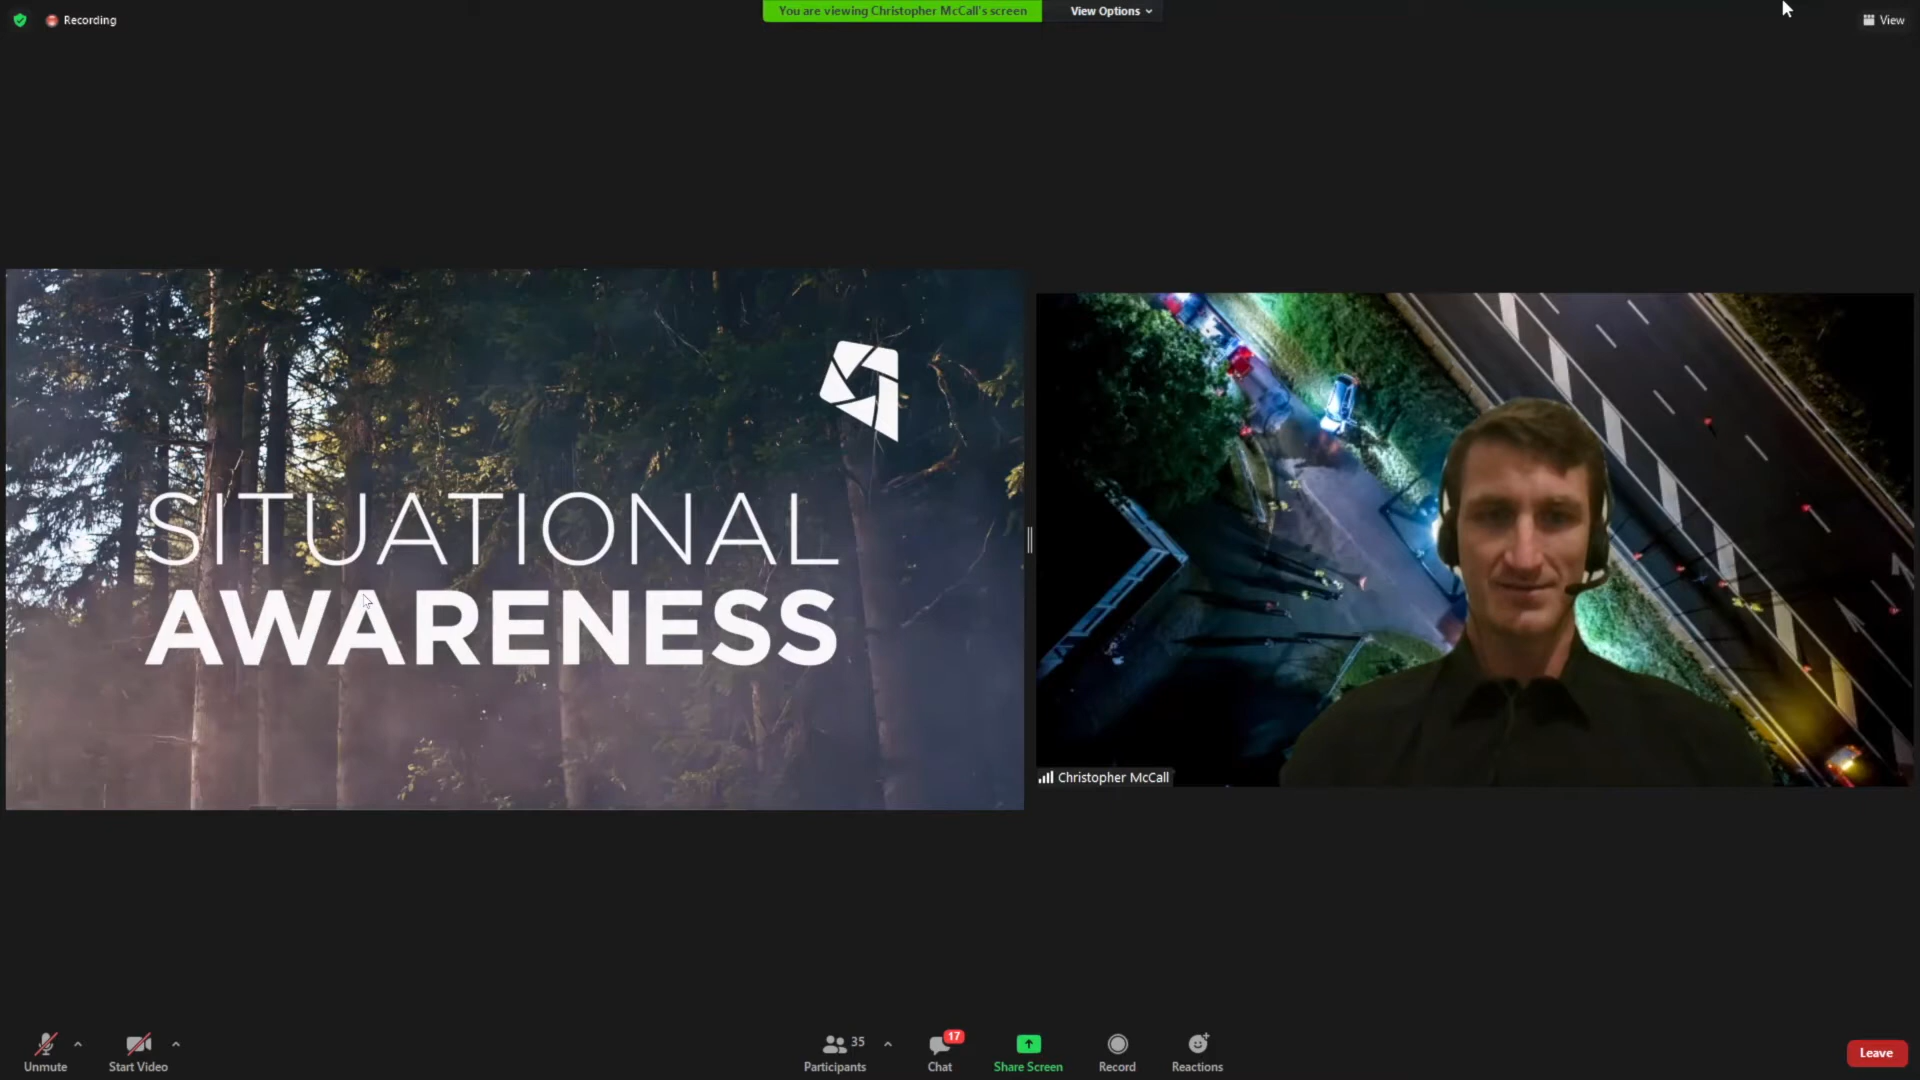 Recording
You are viewing Christopher McCall's screen
View Options
View
SITUATIONAL
AWARENESS
Christopher McCall
Unmute
Start Video
35
Participants
17
Chat
Share Screen
Record
Reactions
Leave